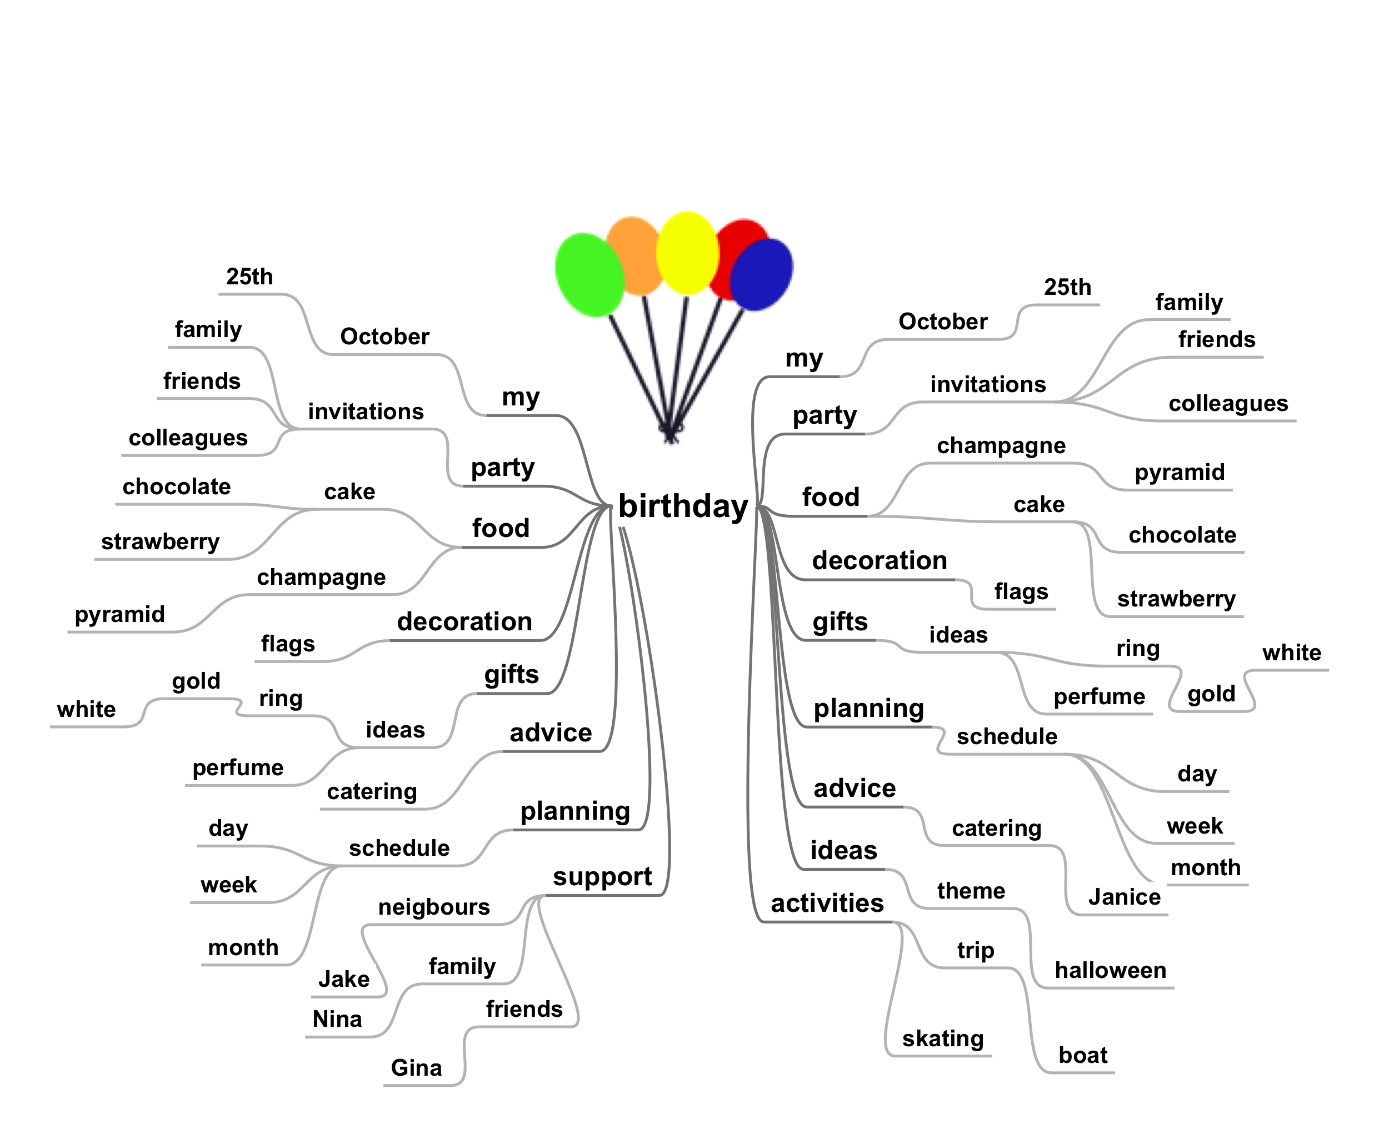 birthday
my
October
25th
party
invitations
family
friends
colleagues
food
cake
chocolate
strawberry
champagne
pyramid
decoration
flags
gifts
ideas
ring
gold
white
perfume
advice
catering
planning
schedule
day
week
month
support
neigbours
Jake
family
Nina
friends
Gina
my
October
25th
party
invitations
family
friends
colleagues
food
champagne
pyramid
cake
chocolate
strawberry
decoration
flags
gifts
ideas
ring
gold
white
perfume
planning
schedule
day
week
month
advice
catering
Janice
ideas
theme
halloween
activities
trip
boat
skating